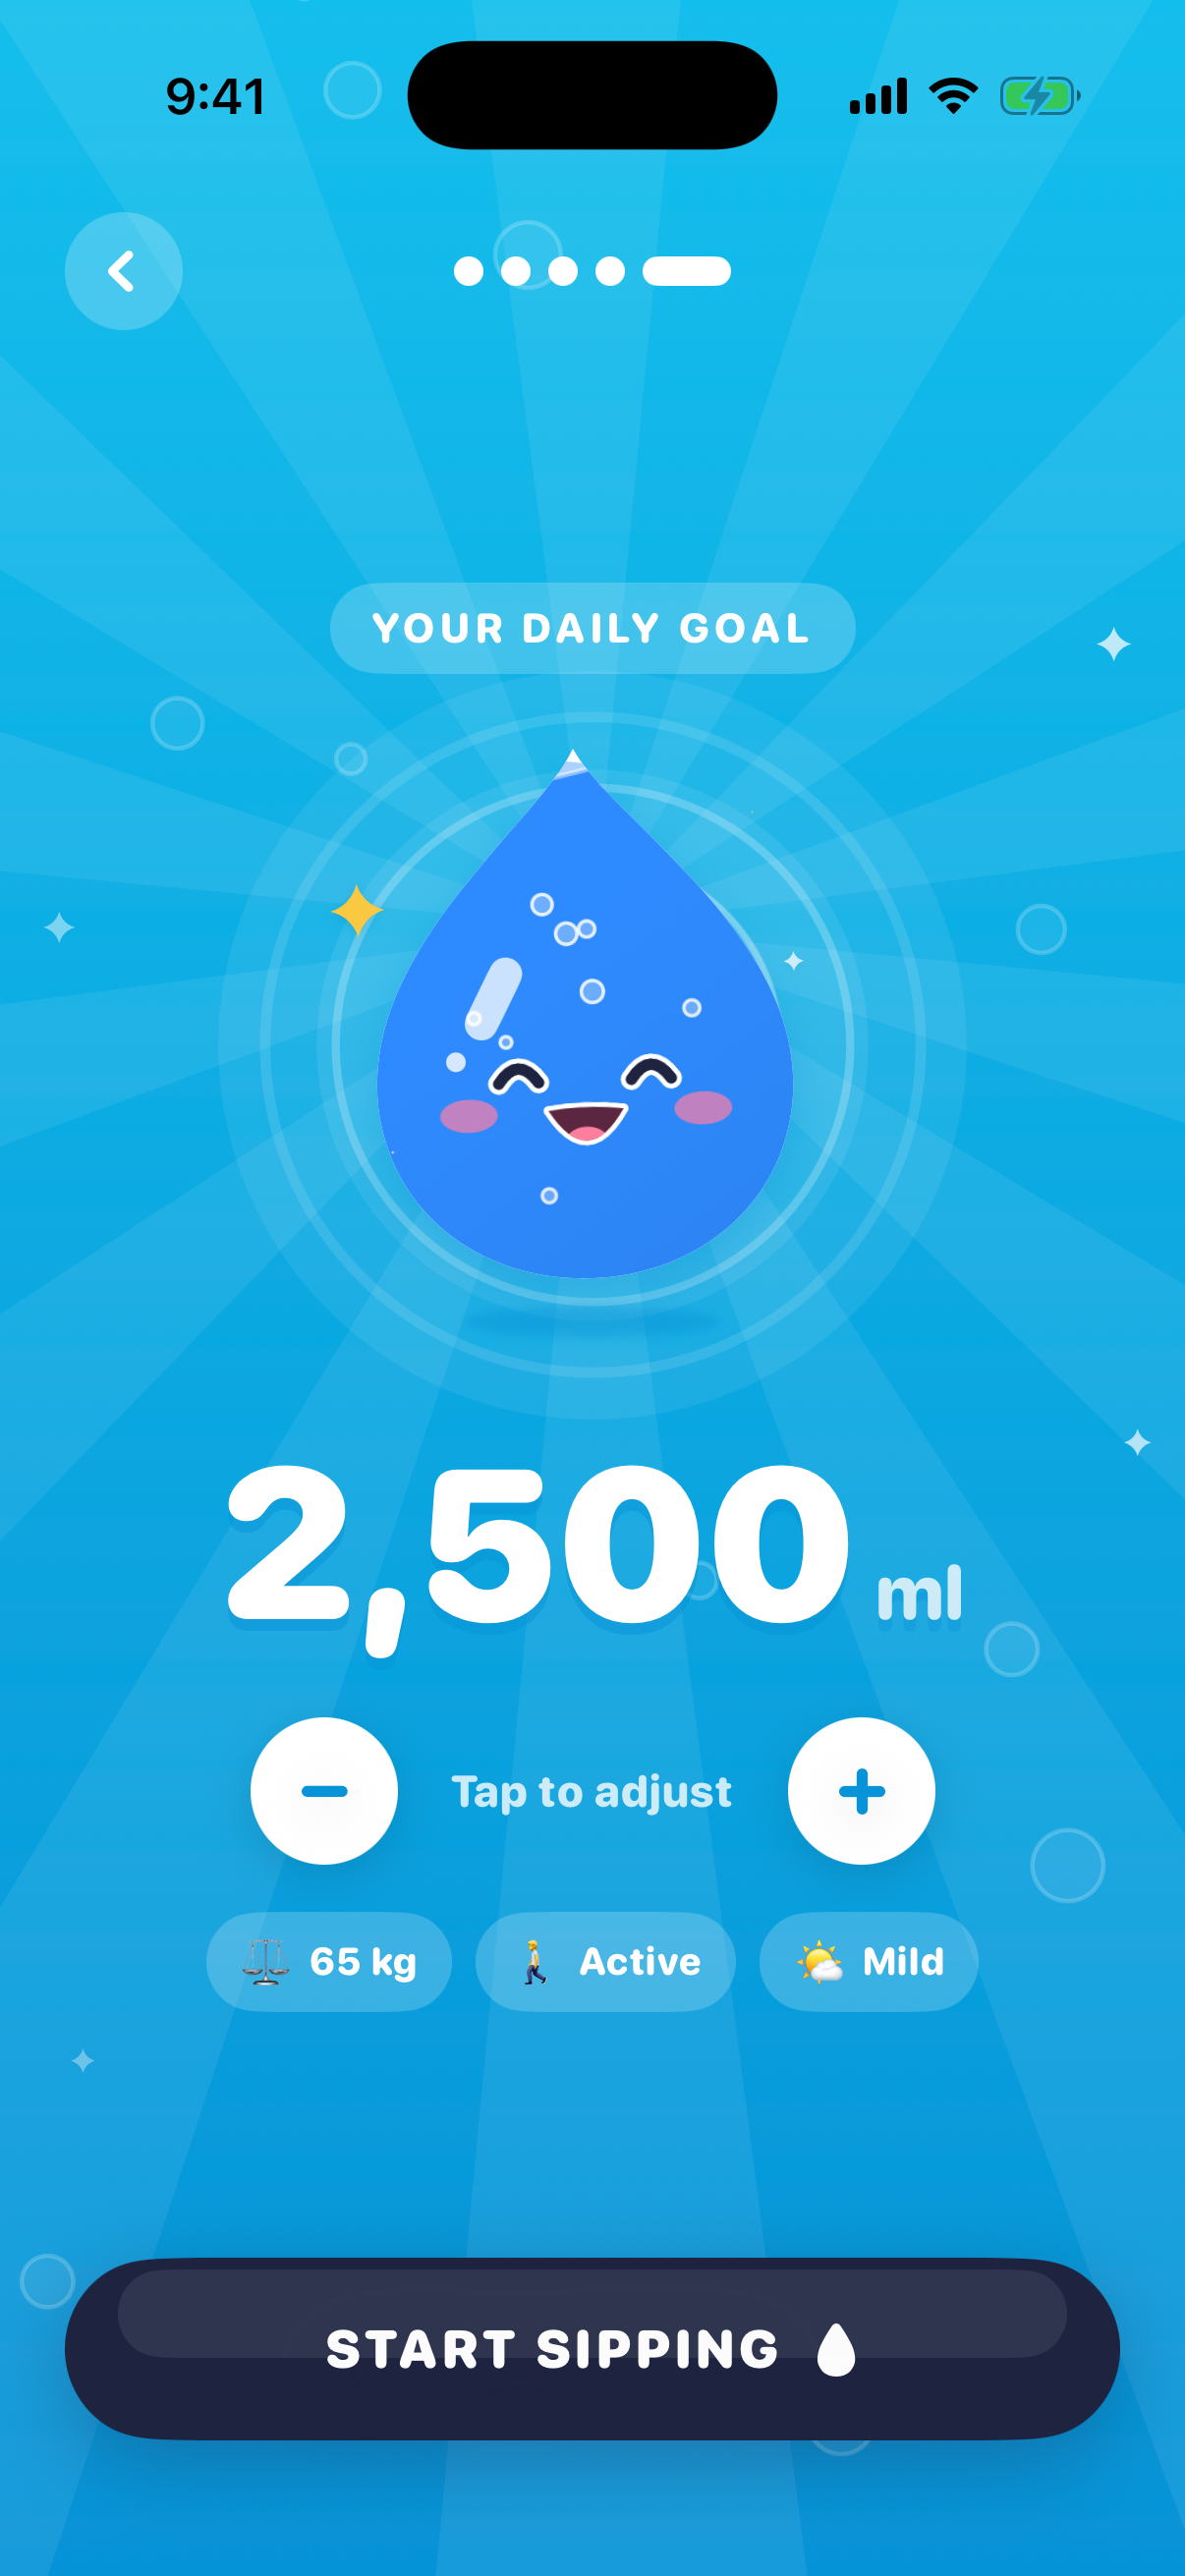 9:41
YOUR DAILY GOAL
2,500 ml
Tap to adjust
65 kg
Active
Mild
START SIPPING